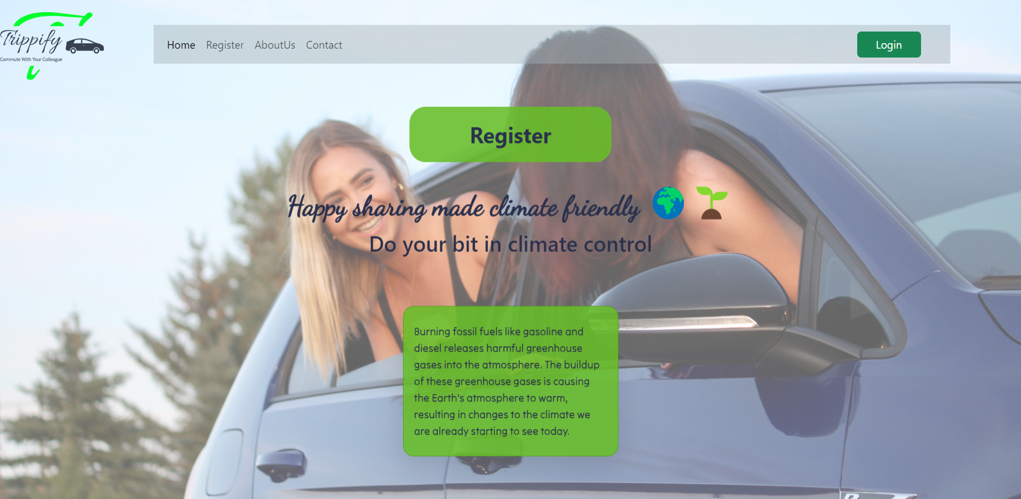 Trippify
Commute With Your Colleague
Home Register AboutUs Contact
Login
Register
Happy sharing made climate friendly
Do your bit in climate control
Burning fossil fuels like gasoline and
diesel releases harmful greenhouse
gases into the atmosphere. The buildup
of these greenhouse gases is causing
the Earth's atmosphere to warm,
resulting in changes to the climate we
are already starting to see today.